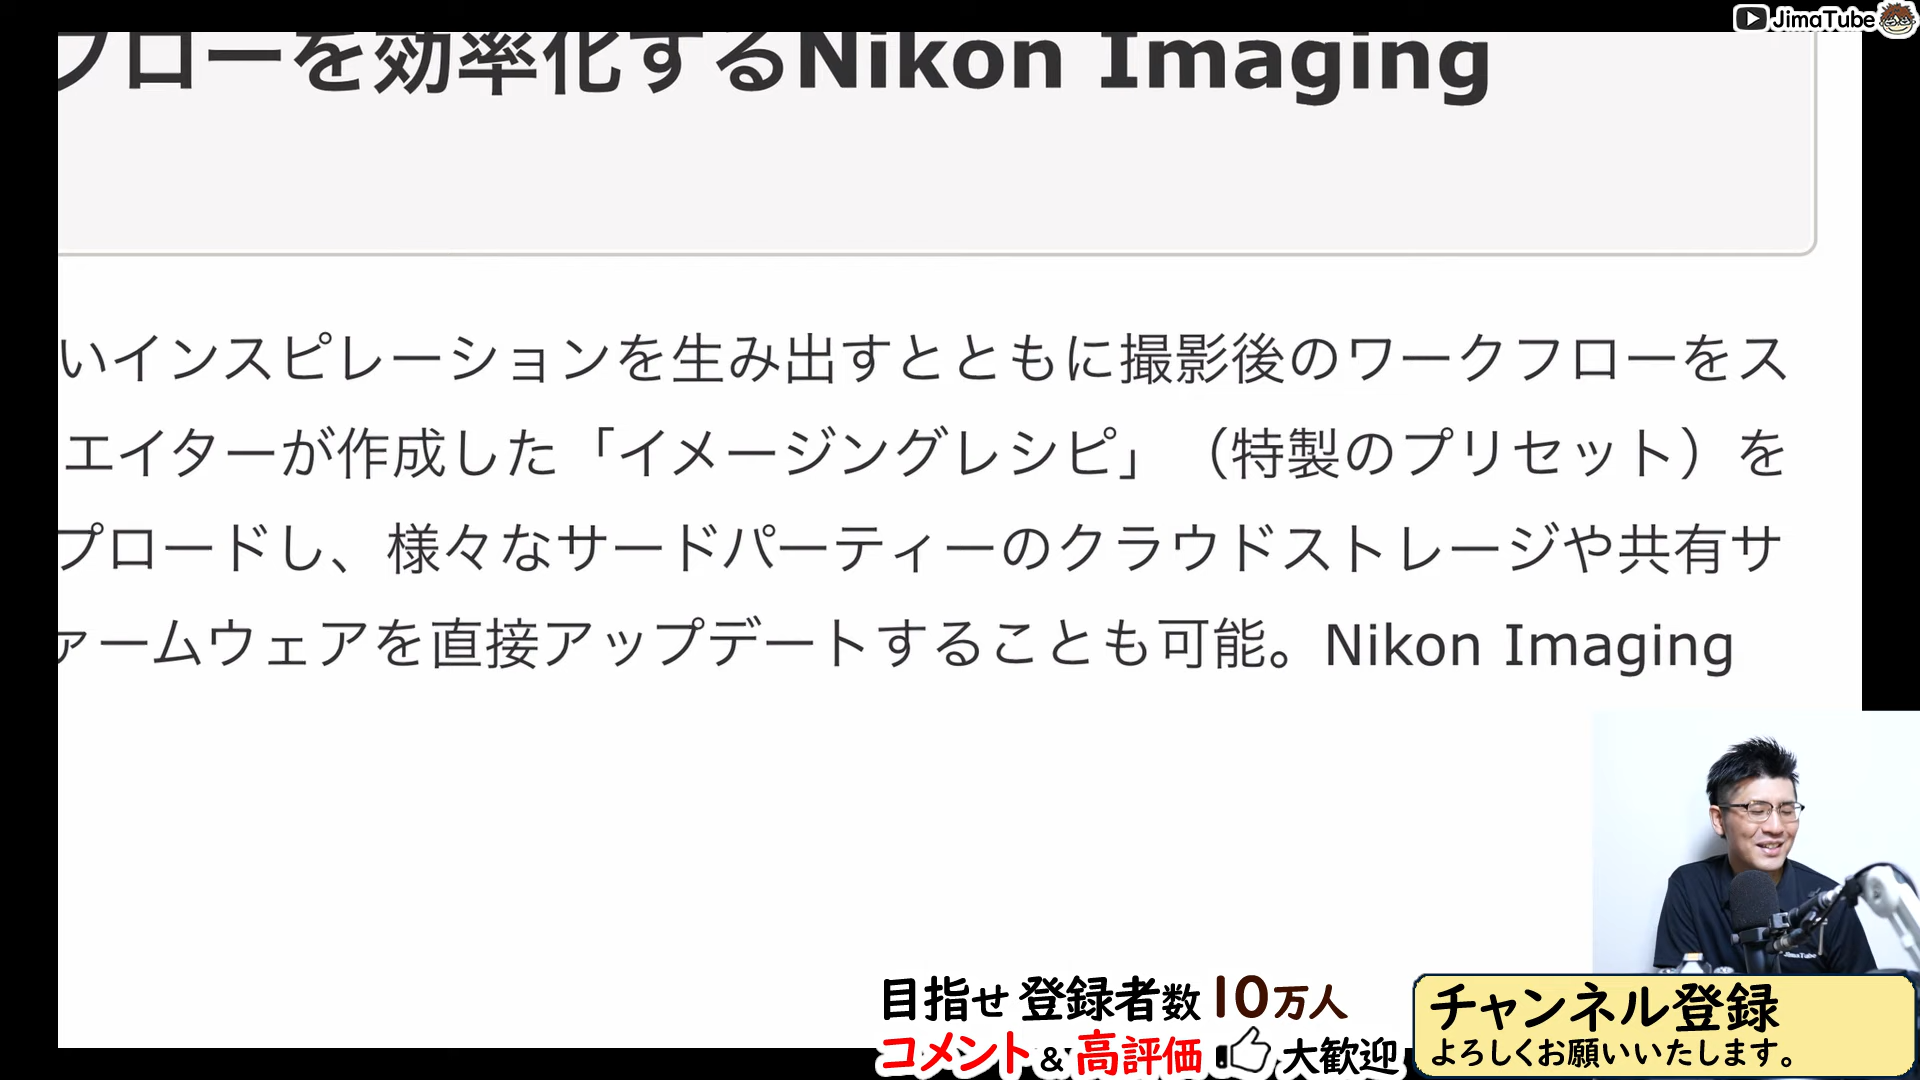 JimaTube
フローを効率化するNikon Imaging
いインスピレーションを生み出すとともに撮影後のワークフローをス
エイターが作成した「イメージングレシピ」（特製のプリセット）を
プロードし、様々なサードパーティーのクラウドストレージや共有サ
ァームウェアを直接アップデートすることも可能。Nikon Imaging
JimaTube
目指せ 登録者数 10万人
コメント & 高評価 大歓迎
チャンネル登録
よろしくお願いいたします。